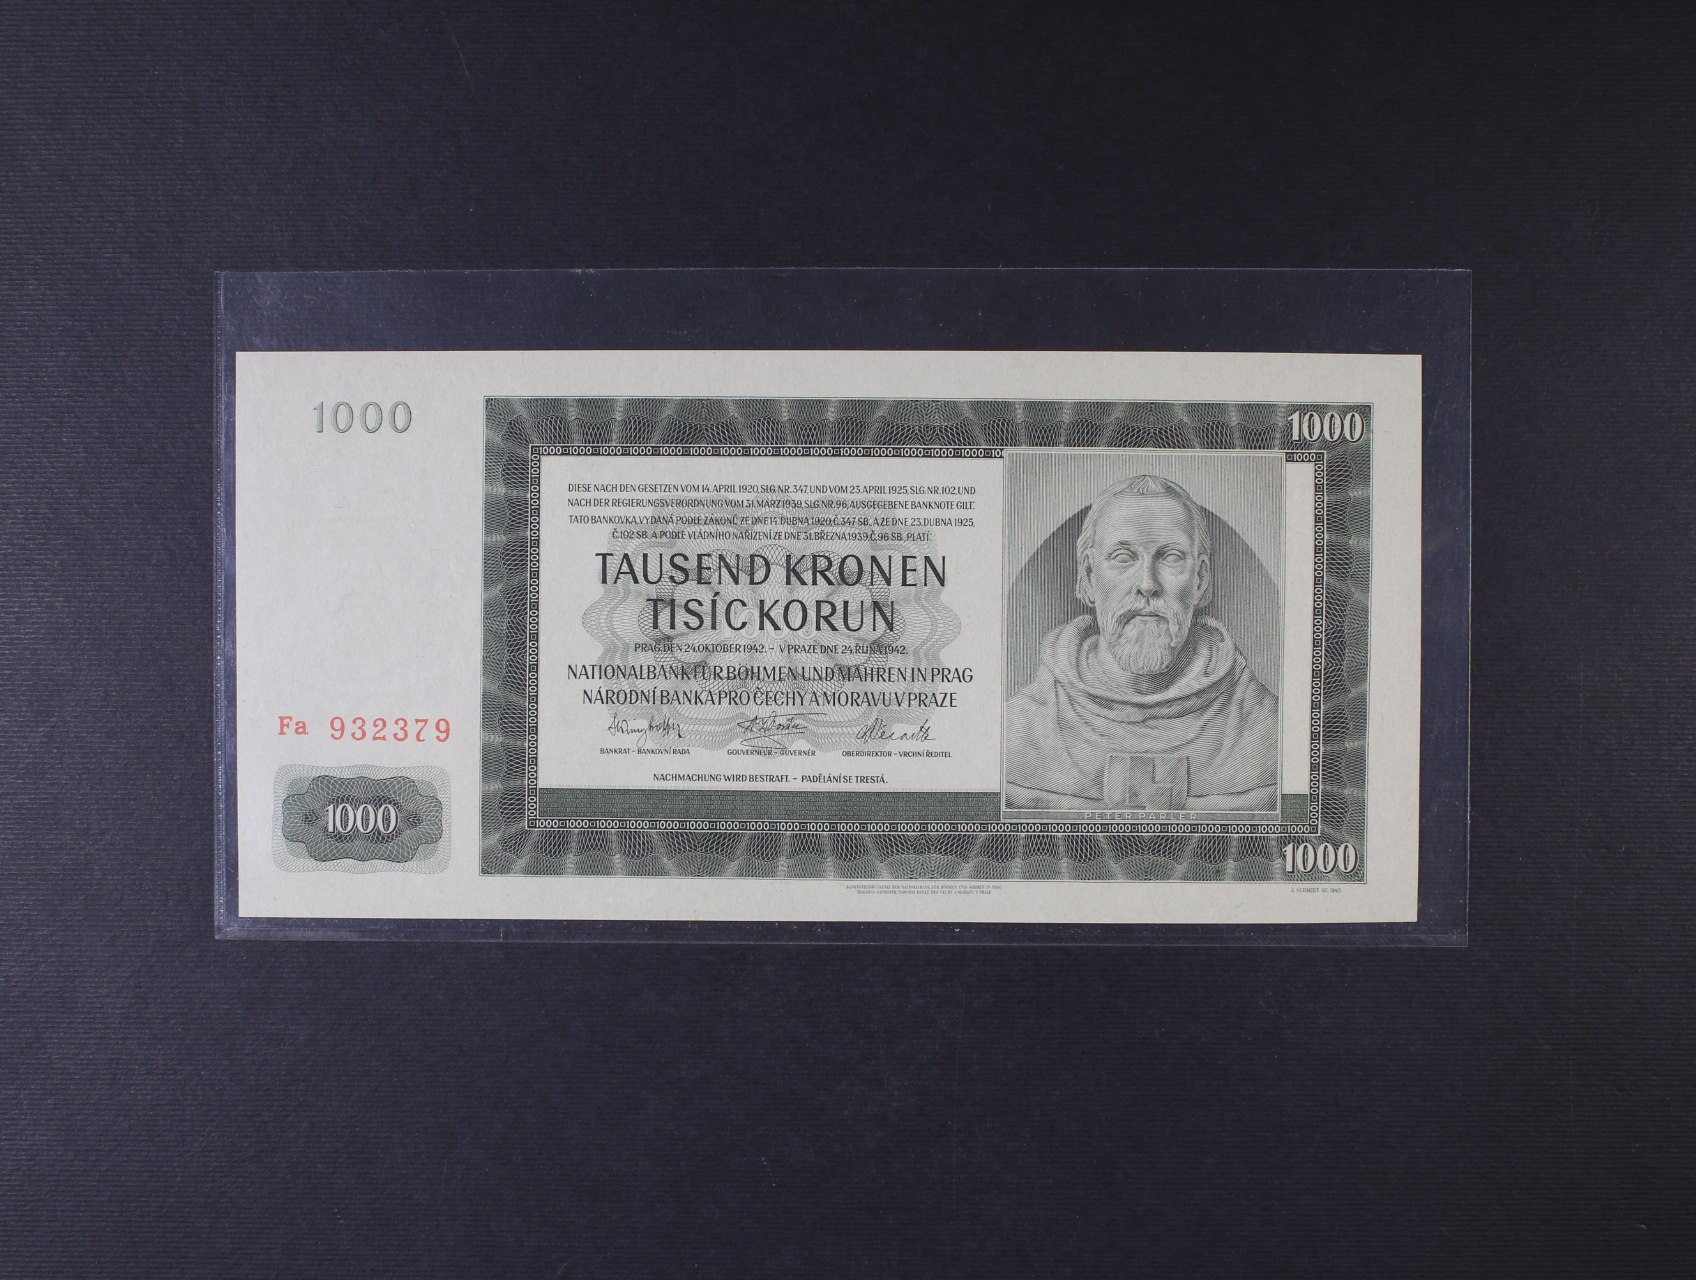 1000
1000
DIESE NACH DEN GESETZEN VOM 14. APRIL 1920, SLG. NR. 347, UND VOM 23. APRIL 1925, SLG. NR. 102, UND
NACH DER REGIERUNGSVERORDNUNG VOM 31. MÄRZ 1939, SLG. NR. 96, AUSGEGEBENE BANKNOTE GILT.
TATO BANKOVKA, VYDANÁ PODLE ZÁKONŮ ZE DNE 14. DUBNA 1920, Č. 347 SB., A ZE DNE 23. DUBNA 1925,
Č. 102 SB. A PODLE VLÁDNÍHO NAŘÍZENÍ ZE DNE 31. BŘEZNA 1939, Č. 96 SB., PLATÍ.
TAUSEND KRONEN
TISÍC KORUN
PRAG, DEN 24. OKTOBER 1942. – V PRAZE DNE 24. ŘÍJNA 1942.
NATIONALBANK FÜR BÖHMEN UND MÄHREN IN PRAG
NÁRODNÍ BANKA PRO ČECHY A MORAVU V PRAZE
BANKRAT – BANKOVNÍ RADA GOUVERNEUR – GUVERNÉR OBERDIREKTOR – VRCHNÍ ŘEDITEL
NACHMACHUNG WIRD BESTRAFT. – PADĚLÁNÍ SE TRESTÁ.
Fa 932379
1000
PETER PARLER
1000
J. SCHMIDT SC. 1942.